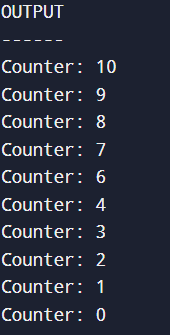 OUTPUT
------
Counter: 10
Counter: 9
Counter: 8
Counter: 7
Counter: 6
Counter: 4
Counter: 3
Counter: 2
Counter: 1
Counter: 0